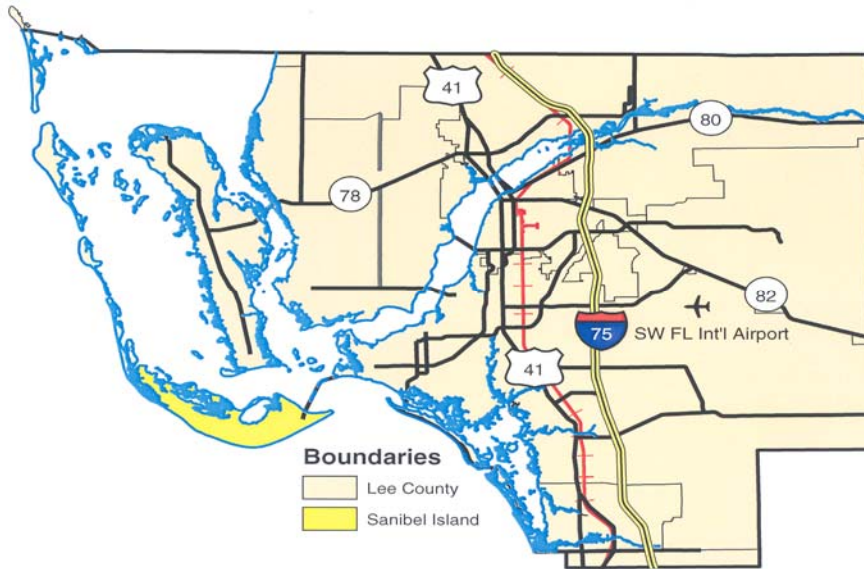 41
80
78
82
75
SW FL Int'l Airport
41
Boundaries
Lee County
Sanibel Island